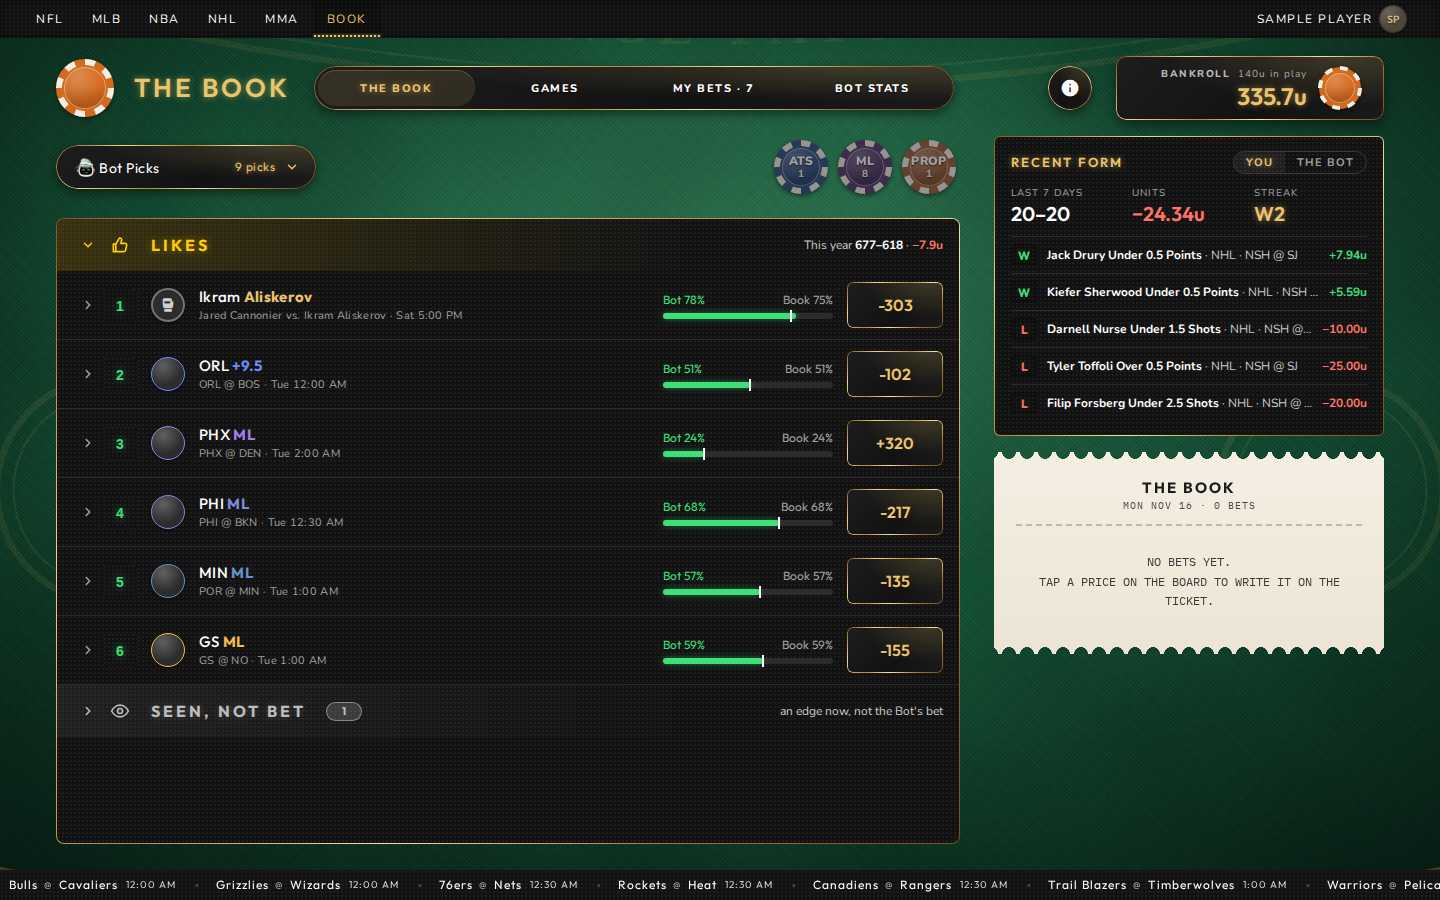 NFL MLB NBA NHL MMA BOOK SAMPLE PLAYER SP
THE BOOK
THE BOOK GAMES MY BETS · 7 BOT STATS
BANKROLL 140u in play
335.7u
Bot Picks 9 picks
ATS 1
ML 8
PROP 1
LIKES This year 677–618 · −7.9u
1 Ikram Aliskerov Bot 78% Book 75% -303
Jared Cannonier vs. Ikram Aliskerov · Sat 5:00 PM
2 ORL +9.5 Bot 51% Book 51% -102
ORL @ BOS · Tue 12:00 AM
3 PHX ML Bot 24% Book 24% +320
PHX @ DEN · Tue 2:00 AM
4 PHI ML Bot 68% Book 68% -217
PHI @ BKN · Tue 12:30 AM
5 MIN ML Bot 57% Book 57% -135
POR @ MIN · Tue 1:00 AM
6 GS ML Bot 59% Book 59% -155
GS @ NO · Tue 1:00 AM
SEEN, NOT BET 1 an edge now, not the Bot's bet
RECENT FORM YOU THE BOT
LAST 7 DAYS UNITS STREAK
20–20 −24.34u W2
W Jack Drury Under 0.5 Points · NHL · NSH @ SJ +7.94u
W Kiefer Sherwood Under 0.5 Points · NHL · NSH ... +5.59u
L Darnell Nurse Under 1.5 Shots · NHL · NSH @... −10.00u
L Tyler Toffoli Over 0.5 Points · NHL · NSH @ SJ −25.00u
L Filip Forsberg Under 2.5 Shots · NHL · NSH @ ... −20.00u
THE BOOK
MON NOV 16 · 0 BETS
NO BETS YET.
TAP A PRICE ON THE BOARD TO WRITE IT ON THE
TICKET.
Bulls @ Cavaliers 12:00 AM · Grizzlies @ Wizards 12:00 AM · 76ers @ Nets 12:30 AM · Rockets @ Heat 12:30 AM · Canadiens @ Rangers 12:30 AM · Trail Blazers @ Timberwolves 1:00 AM · Warriors @ Pelica